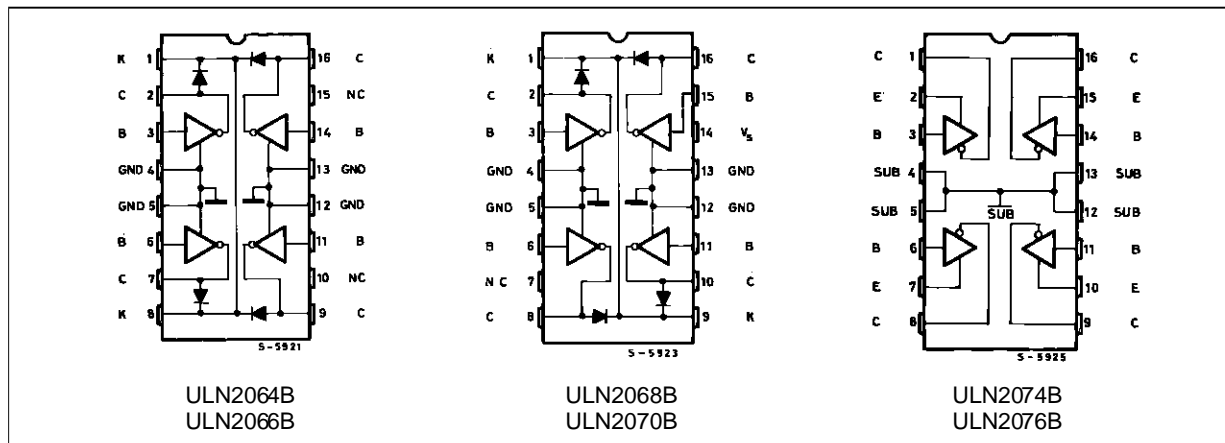 K 1 16 C
C 2 15 NC
B 3 14 B
GND 4 13 GND
GND 5 12 GND
B 6 11 B
C 7 10 NC
K 8 9 C
S-5921
ULN2064B
ULN2066B
K 1 16 C
C 2 15 B
B 3 14 Vs
GND 4 13 GND
GND 5 12 GND
B 6 11 B
NC 7 10 C
C 8 9 K
S-5923
ULN2068B
ULN2070B
C 1 16 C
E 2 15 E
B 3 14 B
SUB 4 13 SUB
SUB
SUB 5 12 SUB
B 6 11 B
E 7 10 E
C 8 9 C
S-5925
ULN2074B
ULN2076B